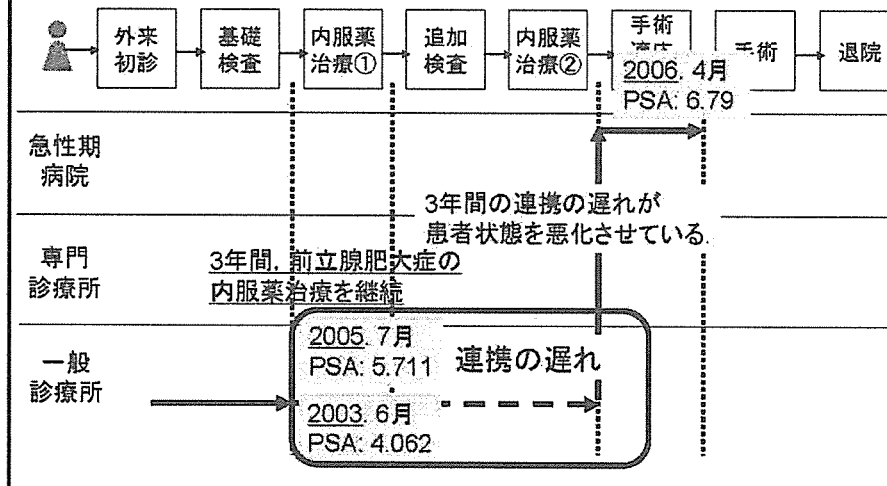 外来
初診
基礎
検査
内服薬
治療①
追加
検査
内服薬
治療②
手術
手術
退院
2006. 4月
PSA: 6.79
急性期
病院
3年間の連携の遅れが
患者状態を悪化させている.
専門
診療所
3年間, 前立腺肥大症の
内服薬治療を継続
一般
診療所
2005. 7月
PSA: 5.711
連携の遅れ
2003. 6月
PSA: 4.062